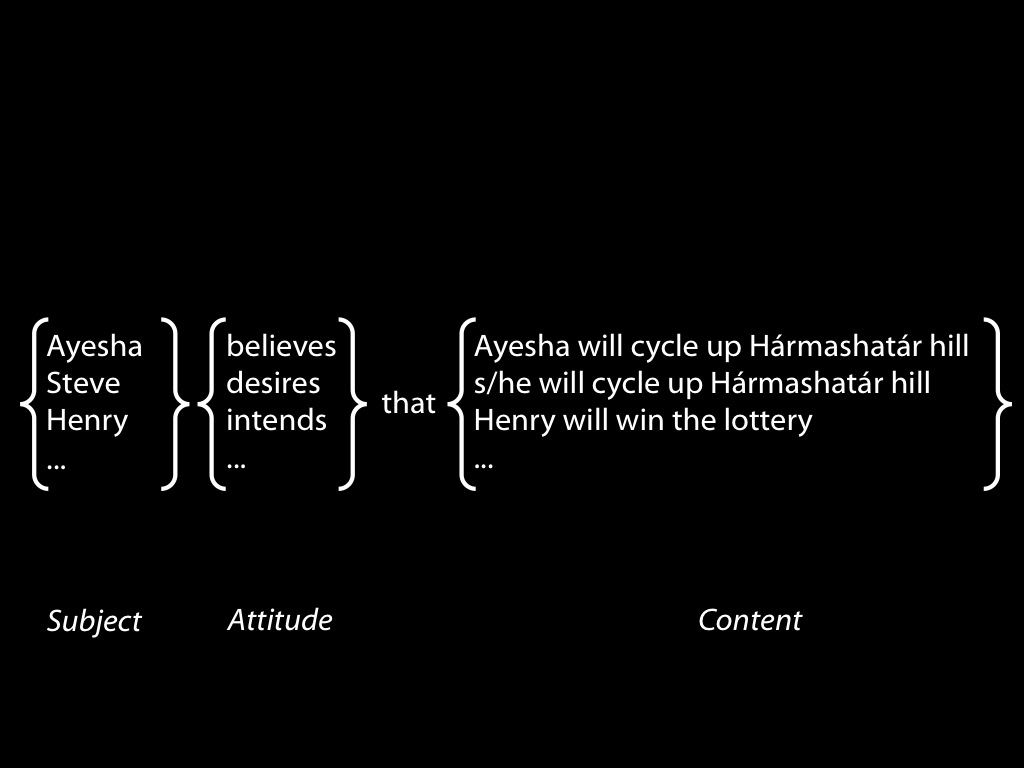 Ayesha
Steve
Henry
...
believes
desires
intends
...
that
Ayesha will cycle up Hármashatár hill
s/he will cycle up Hármashatár hill
Henry will win the lottery
...
Subject
Attitude
Content